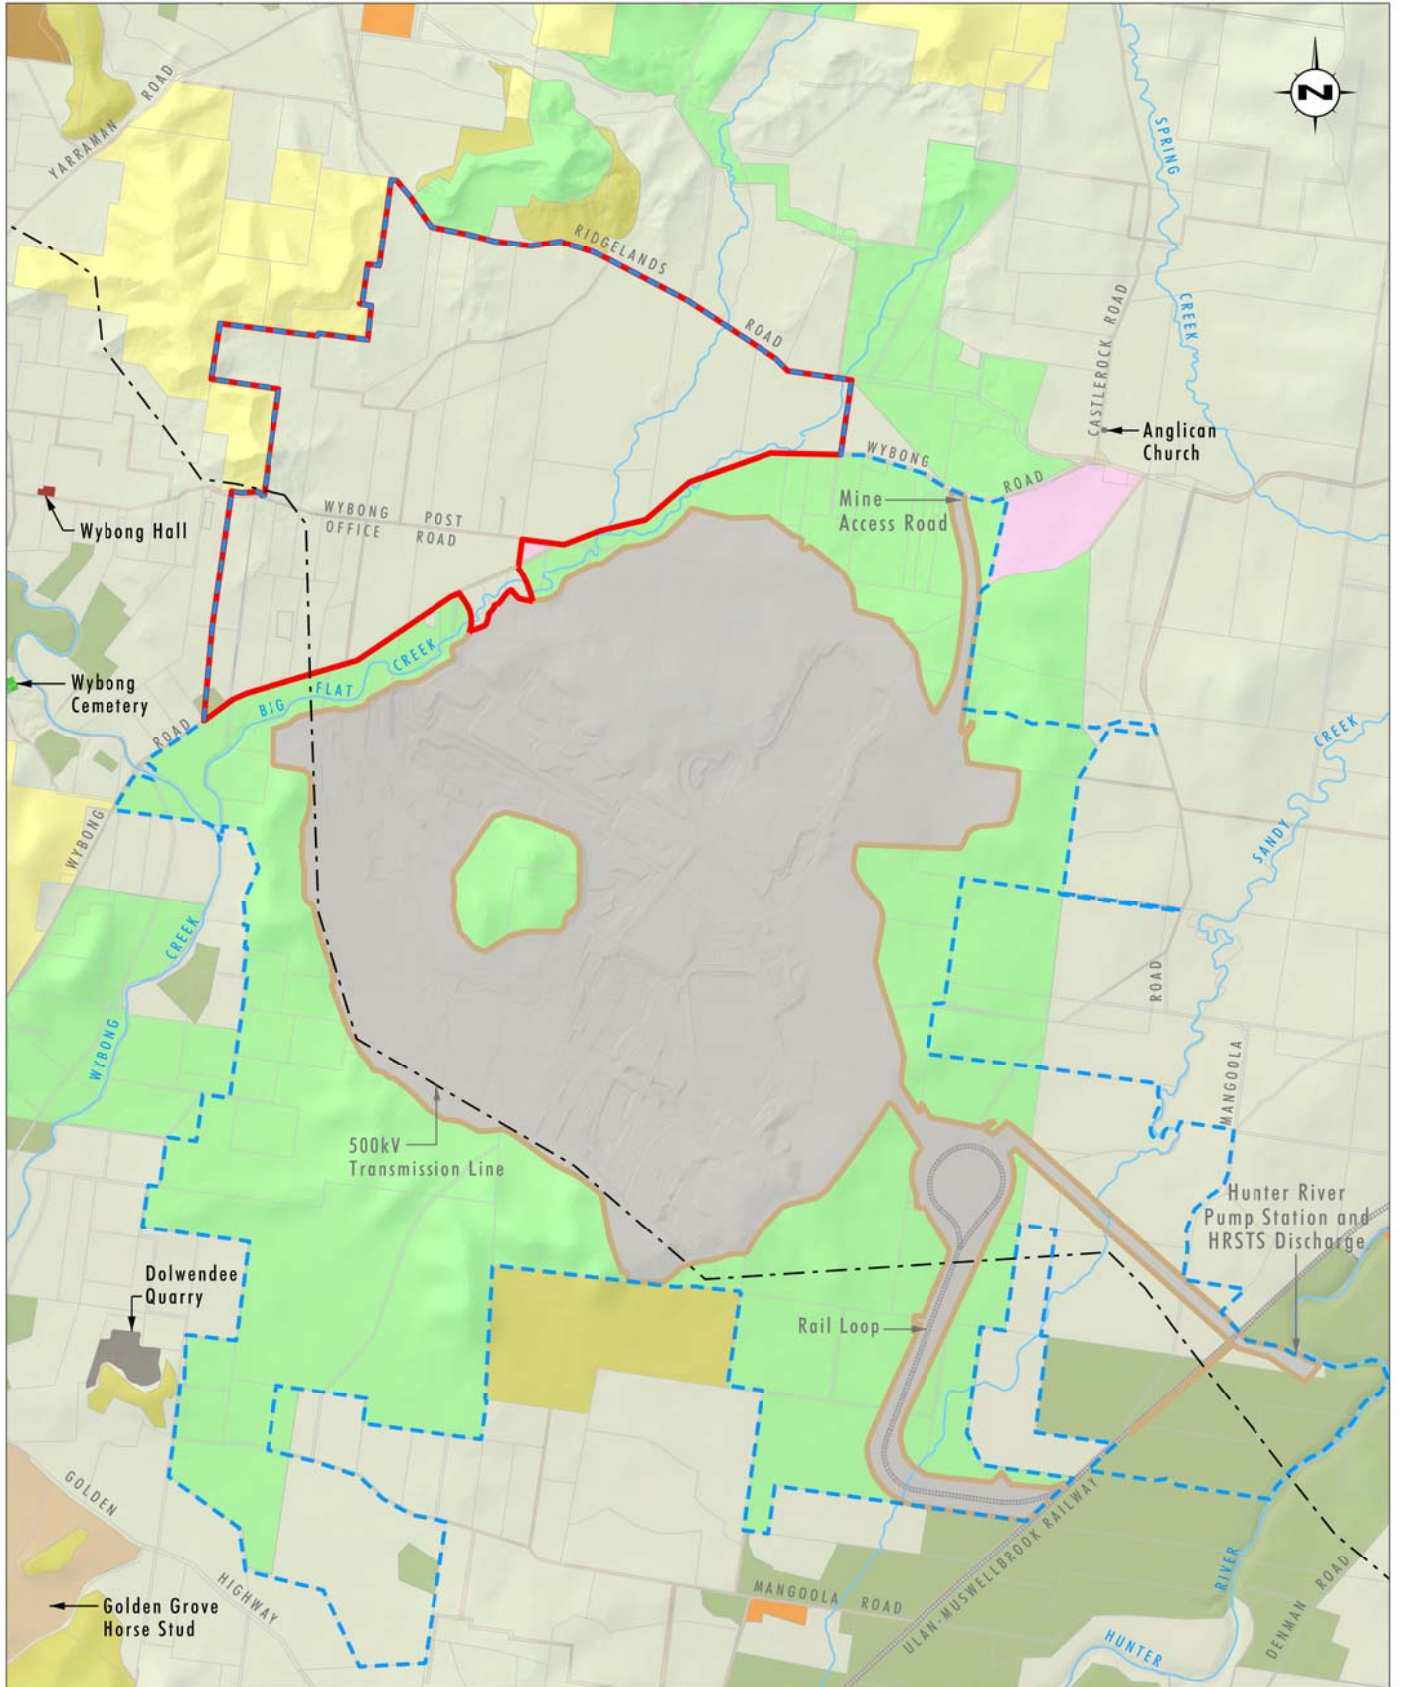 YARRAMAN ROAD
N
SPRING
CREEK
RIDGELANDS
ROAD
CASTLEROCK ROAD
Anglican
Church
WYBONG
ROAD
Mine
Access Road
WYBONG POST
OFFICE ROAD
Wybong Hall
CREEK
FLAT
BIG
Wybong
Cemetery
ROAD
WYBONG
SANDY
CREEK
CREEK
WYBONG
ROAD
MANGOOLA
500kV
Transmission Line
Hunter River
Pump Station and
HRSTS Discharge
Dolwendee
Quarry
Rail Loop
GOLDEN
HIGHWAY
Golden Grove
Horse Stud
MANGOOLA ROAD
ULAN-MUSWELLBROOK RAILWAY
RIVER
HUNTER
DENMAN ROAD